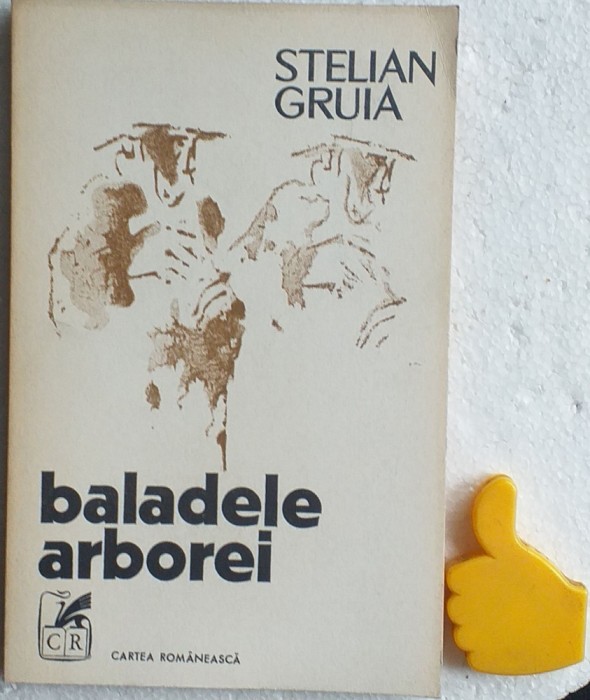 STELIAN
GRUIA
baladele
arborei
CR
CARTEA ROMÂNEASCĂ